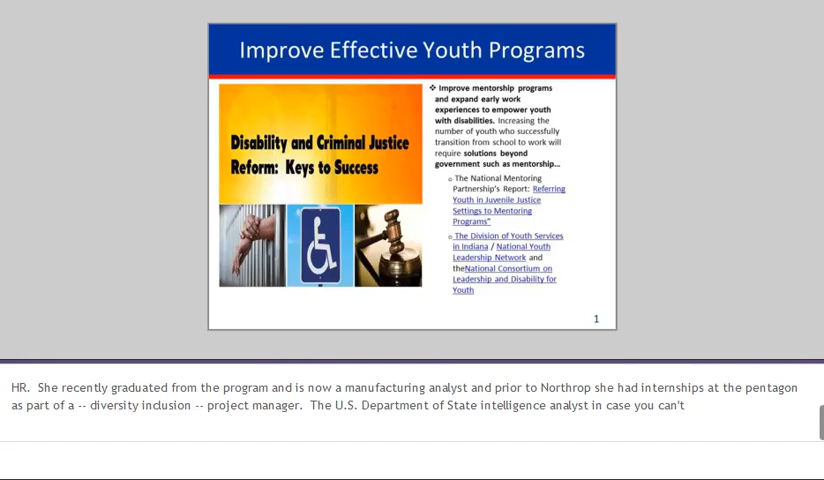 Improve Effective Youth Programs
Disability and Criminal Justice
Reform: Keys to Success
❖ Improve mentorship programs
and expand early work
experiences to empower youth
with disabilities. Increasing the
number of youth who successfully
transition from school to work will
require solutions beyond
government such as mentorship...
o The National Mentoring
Partnership's Report: Referring
Youth in Juvenile Justice
Settings to Mentoring
Programs"
o The Division of Youth Services
in Indiana / National Youth
Leadership Network and
theNational Consortium on
Leadership and Disability for
Youth
1
HR. She recently graduated from the program and is now a manufacturing analyst and prior to Northrop she had internships at the pentagon
as part of a -- diversity inclusion -- project manager. The U.S. Department of State intelligence analyst in case you can't